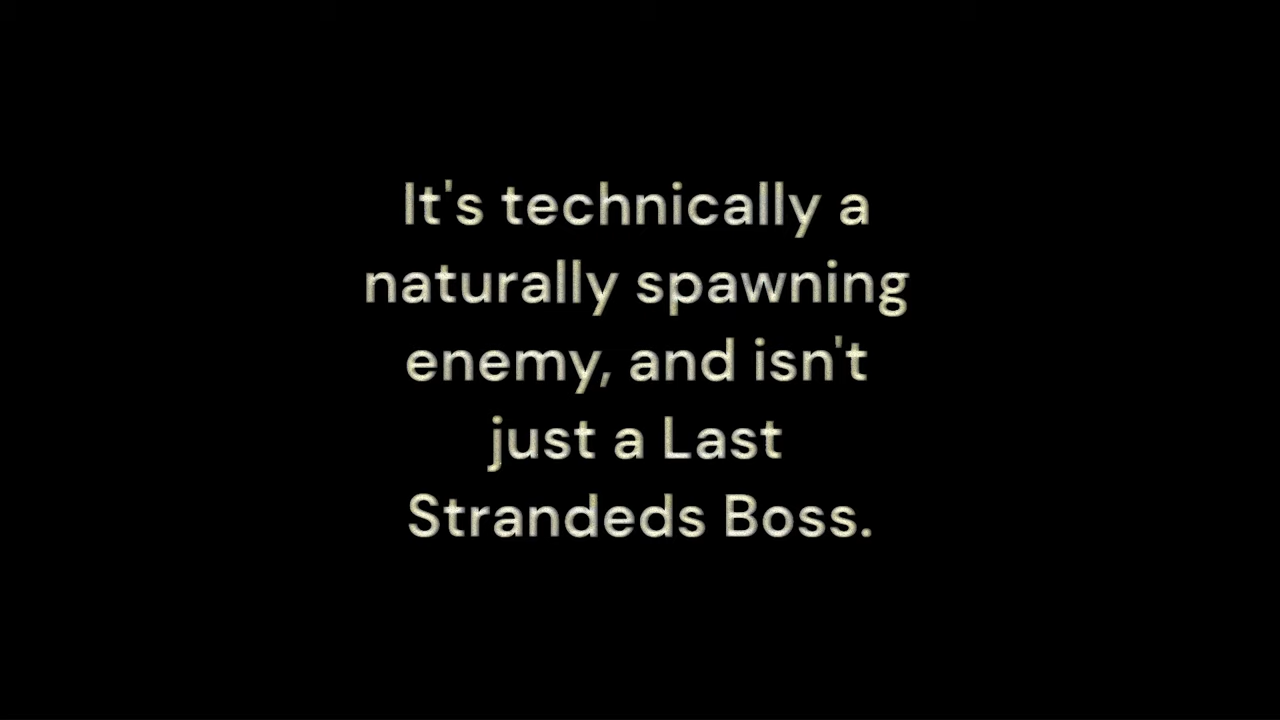 It's technically a
naturally spawning
enemy, and isn't
just a Last
Strandeds Boss.